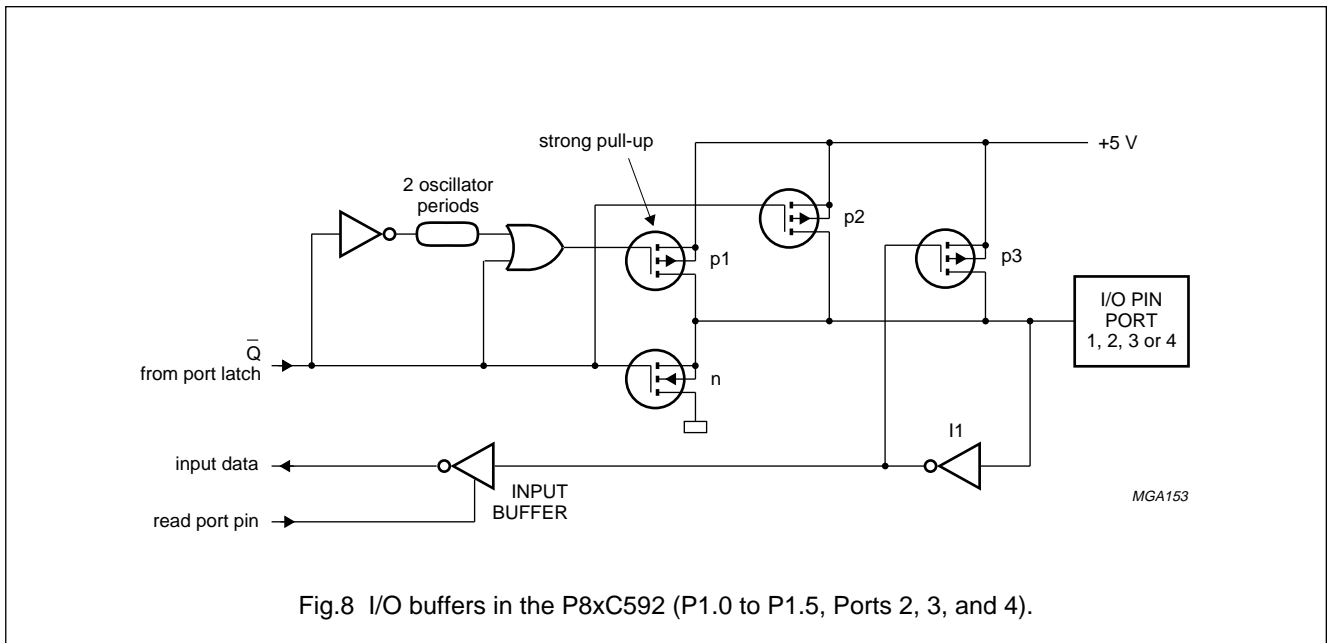 strong pull-up
+5 V
2 oscillator
periods
p2
p1
p3
I/O PIN
PORT
1, 2, 3 or 4
Q̅
from port latch
n
I1
input data
INPUT
BUFFER
read port pin
MGA153
Fig.8 I/O buffers in the P8xC592 (P1.0 to P1.5, Ports 2, 3, and 4).